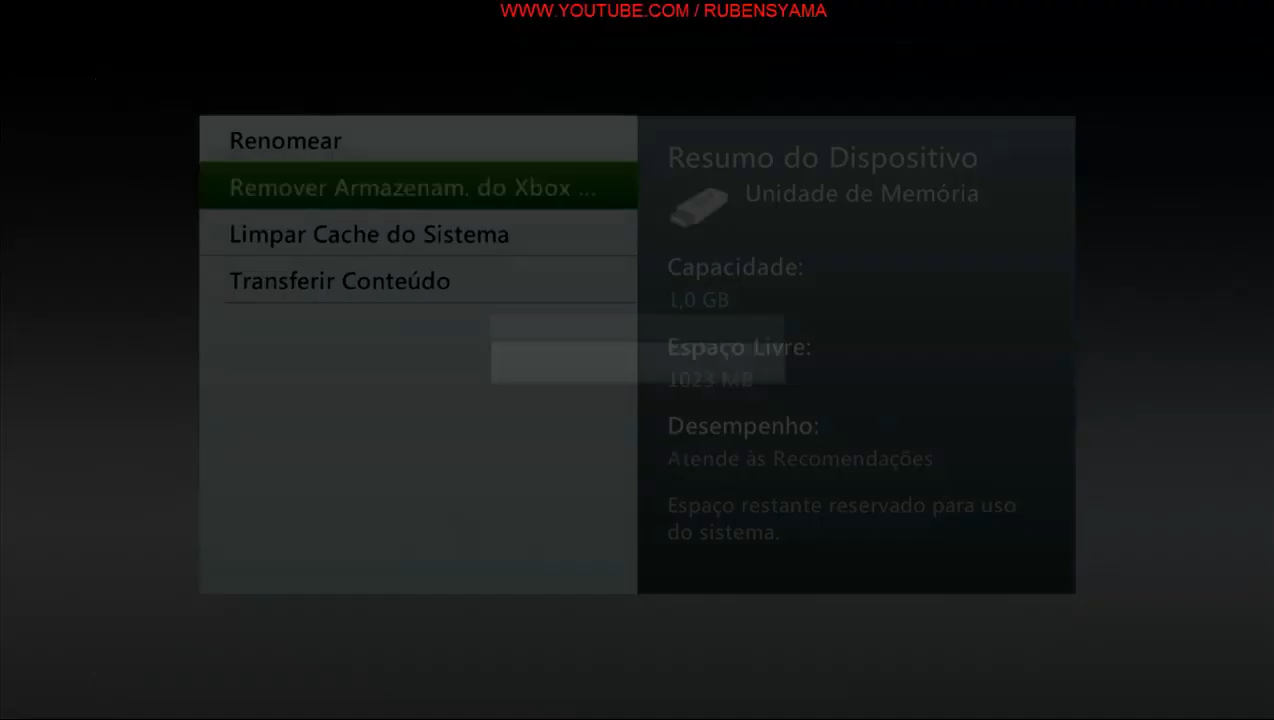 WWW.YOUTUBE.COM / RUBENSYAMA
Renomear
Remover Armazenam. do Xbox ...
Limpar Cache do Sistema
Transferir Conteúdo
Resumo do Dispositivo
Unidade de Memória
Capacidade:
1,0 GB
Espaço Livre:
1023 MB
Desempenho:
Atende às Recomendações
Espaço restante reservado para uso
do sistema.